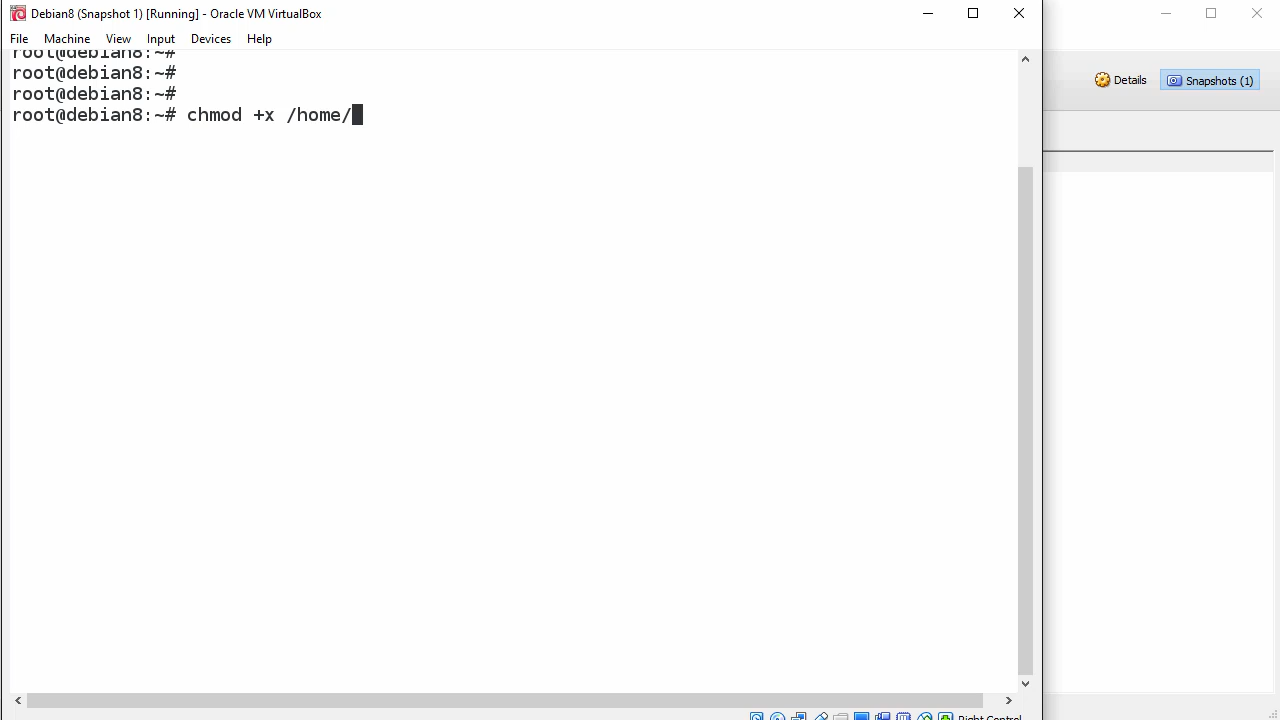 Debian8 (Snapshot 1) [Running] - Oracle VM VirtualBox
File Machine View Input Devices Help
root@debian8:~#
root@debian8:~#
root@debian8:~#
root@debian8:~# chmod +x /home/
Details
Snapshots (1)
Right Control